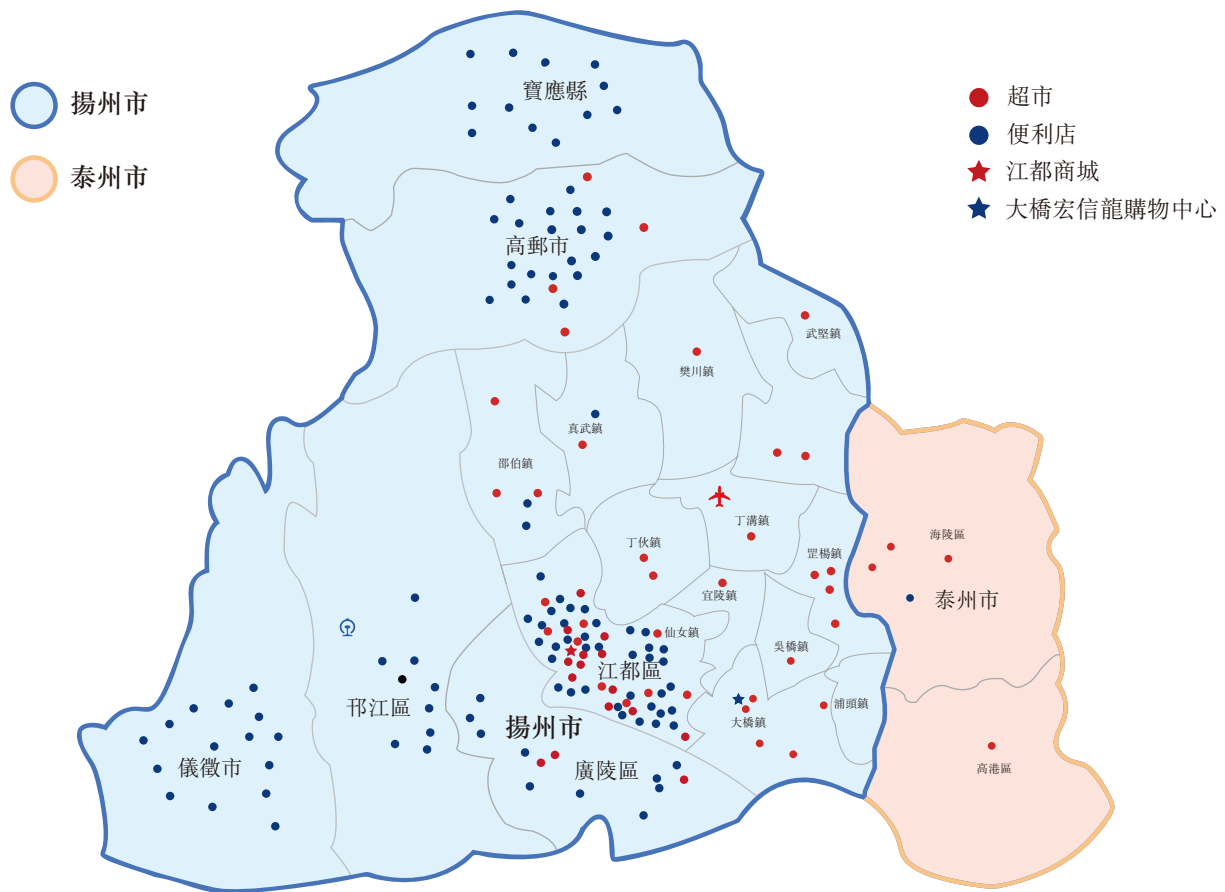 揚州市
泰州市
超市
便利店
江都商城
大橋宏信龍購物中心
寶應縣
高郵市
武堅鎮
樊川鎮
真武鎮
邵伯鎮
丁溝鎮
丁伙鎮
罡楊鎮
海陵區
宜陵鎮
泰州市
仙女鎮
吳橋鎮
江都區
邗江區
浦頭鎮
大橋鎮
揚州市
儀徵市
廣陵區
高港區